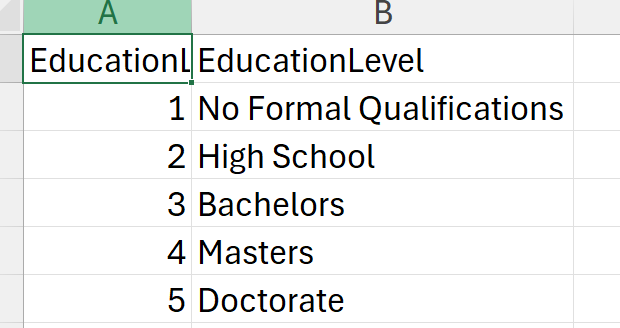 A B
EducationL EducationLevel
1 No Formal Qualifications
2 High School
3 Bachelors
4 Masters
5 Doctorate